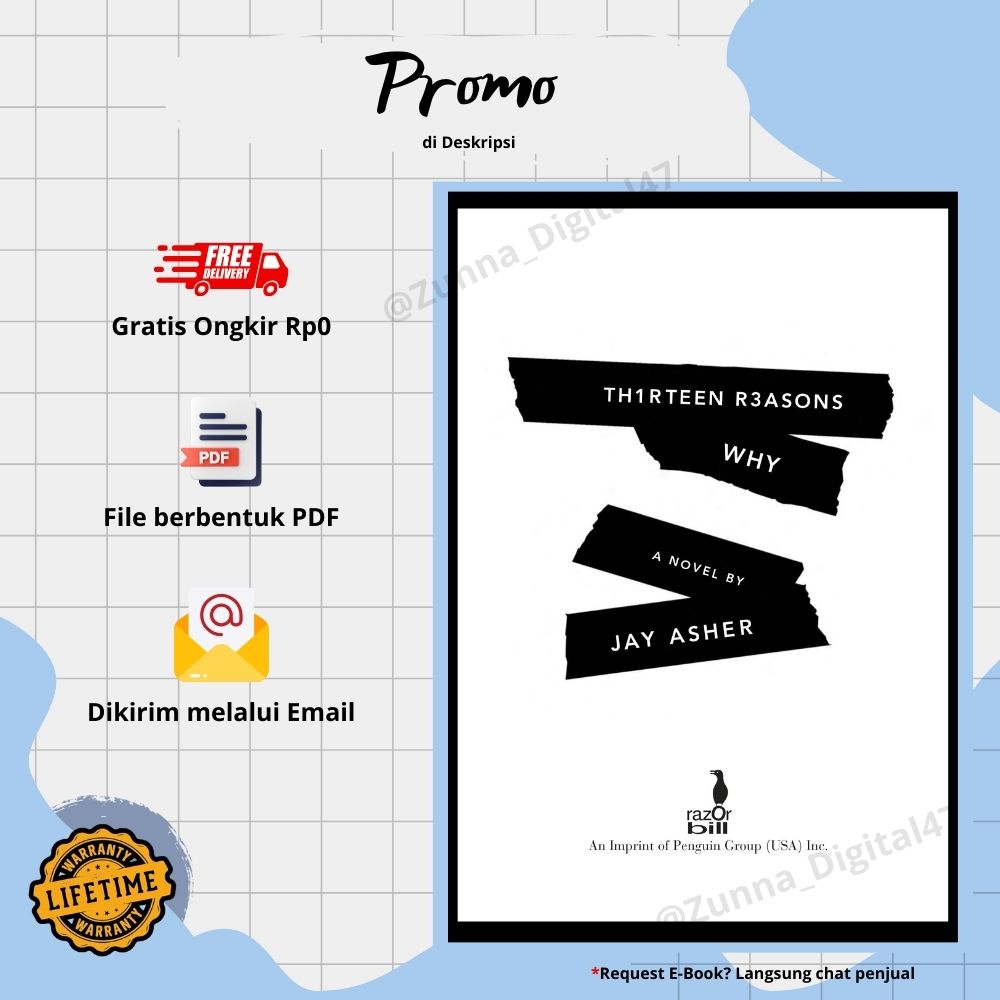 Promo
di Deskripsi
@Zunna_Digital47
FREE
DELIVERY
Gratis Ongkir Rp0
PDF
File berbentuk PDF
@
Dikirim melalui Email
WARRANTY
LIFETIME
WARRANTY
TH1RTEEN R3ASONS
WHY
A NOVEL BY
JAY ASHER
razOr
bill
An Imprint of Penguin Group (USA) Inc.
@Zunna_Digital47
*Request E-Book? Langsung chat penjual